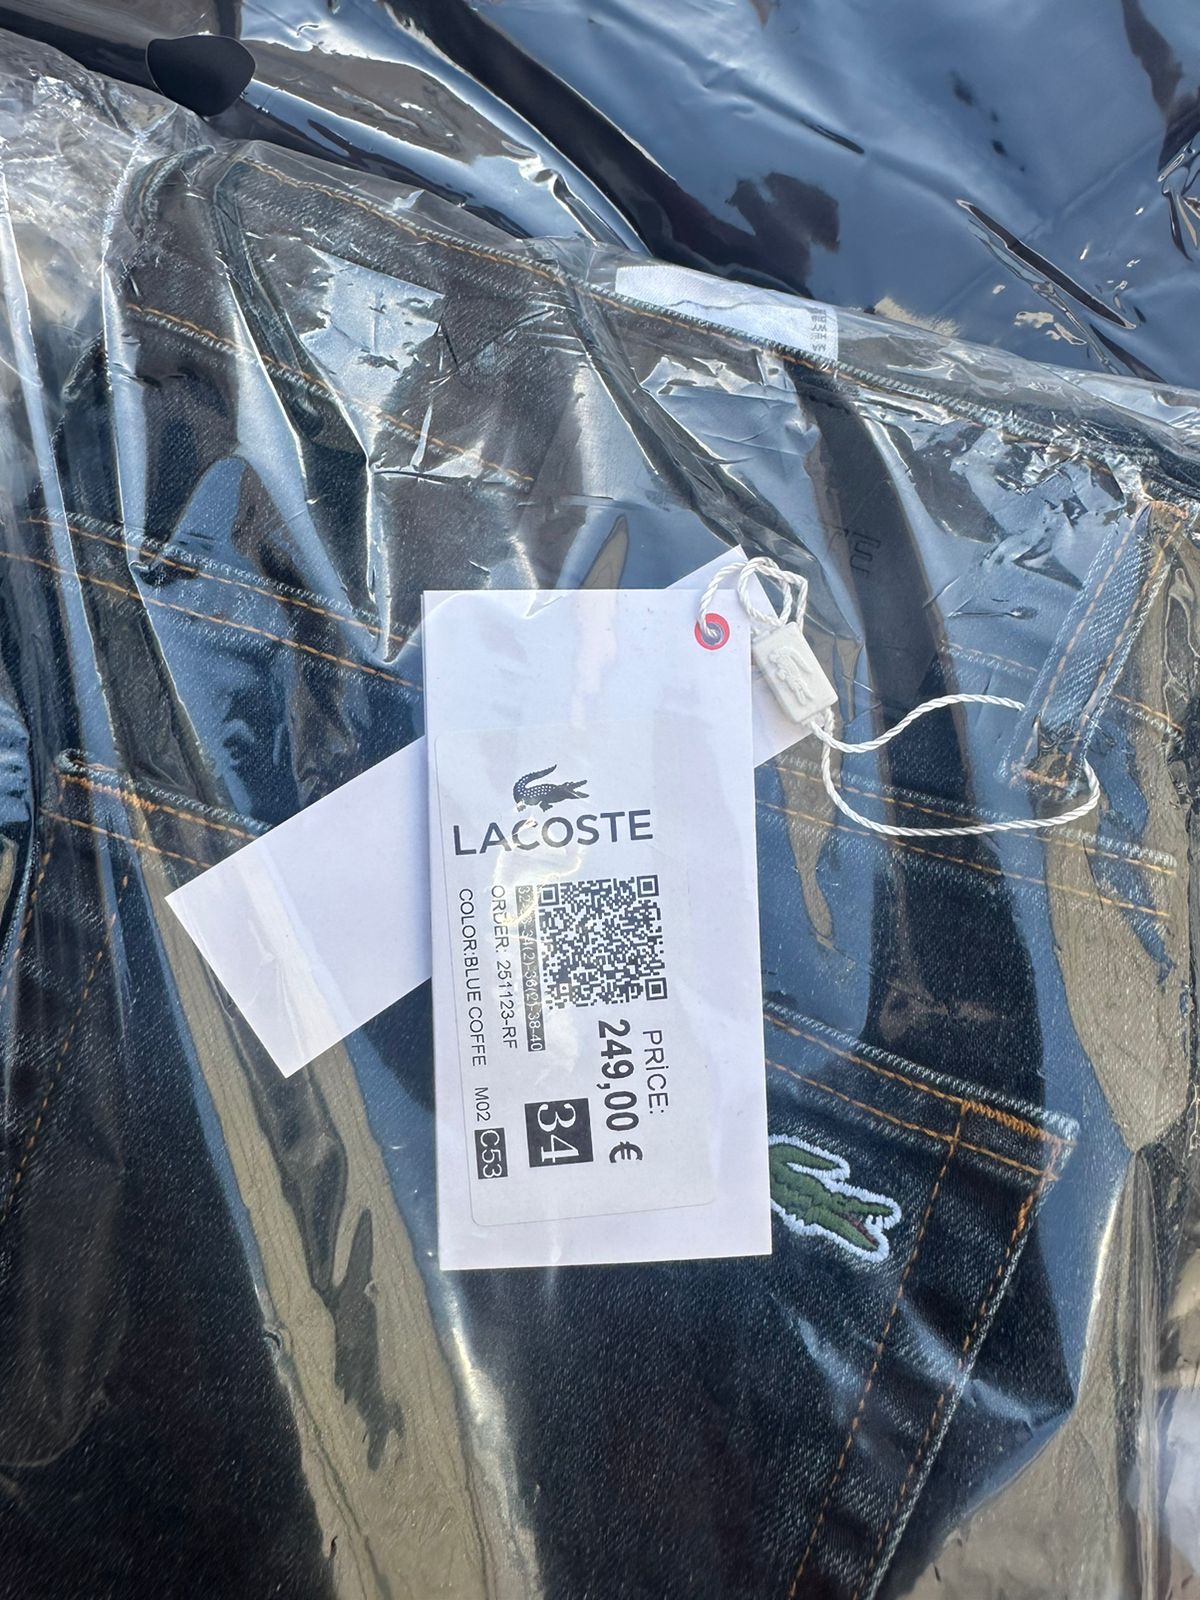 LACOSTE
PRİCE:
249,00 €
34
ORDER: 251123-RF
COLOR:BLUE COFFE M02 C53